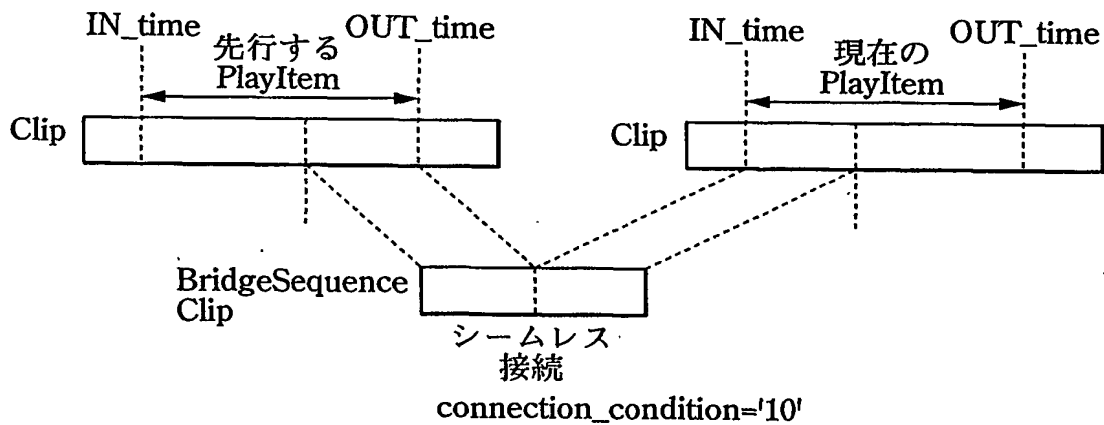 IN_time
先行する
PlayItem
OUT_time
IN_time
現在の
PlayItem
OUT_time
Clip
Clip
BridgeSequence
Clip
シームレス
接続
connection_condition='10'